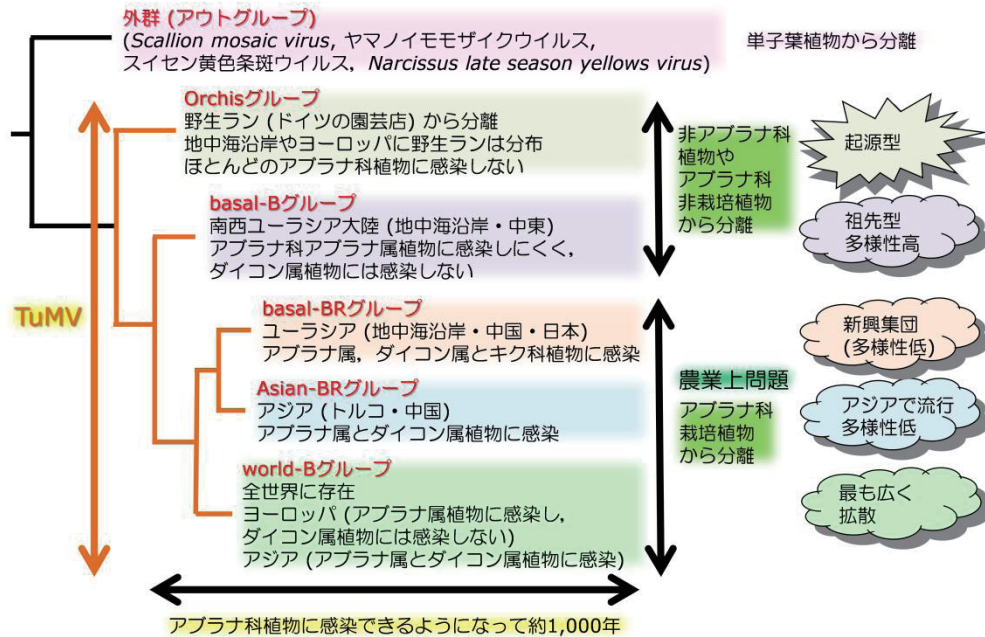 外群 (アウトグループ)
(Scallion mosaic virus, ヤマノイモモザイクウイルス,
スイセン黄色条斑ウイルス, Narcissus late season yellows virus)
単子葉植物から分離
Orchisグループ
野生ラン (ドイツの園芸店) から分離
地中海沿岸やヨーロッパに野生ランは分布
ほとんどのアブラナ科植物に感染しない
basal-Bグループ
南西ユーラシア大陸 (地中海沿岸・中東)
アブラナ科アブラナ属植物に感染しにくく,
ダイコン属植物には感染しない
非アブラナ科
植物や
アブラナ科
非栽培植物
から分離
起源型
祖先型
多様性高
TuMV
basal-BRグループ
ユーラシア (地中海沿岸・中国・日本)
アブラナ属, ダイコン属とキク科植物に感染
Asian-BRグループ
アジア (トルコ・中国)
アブラナ属とダイコン属植物に感染
world-Bグループ
全世界に存在
ヨーロッパ (アブラナ属植物に感染し,
ダイコン属植物には感染しない)
アジア (アブラナ属とダイコン属植物に感染)
農業上問題
アブラナ科
栽培植物
から分離
新興集団
(多様性低)
アジアで流行
多様性低
最も広く
拡散
アブラナ科植物に感染できるようになって約1,000年